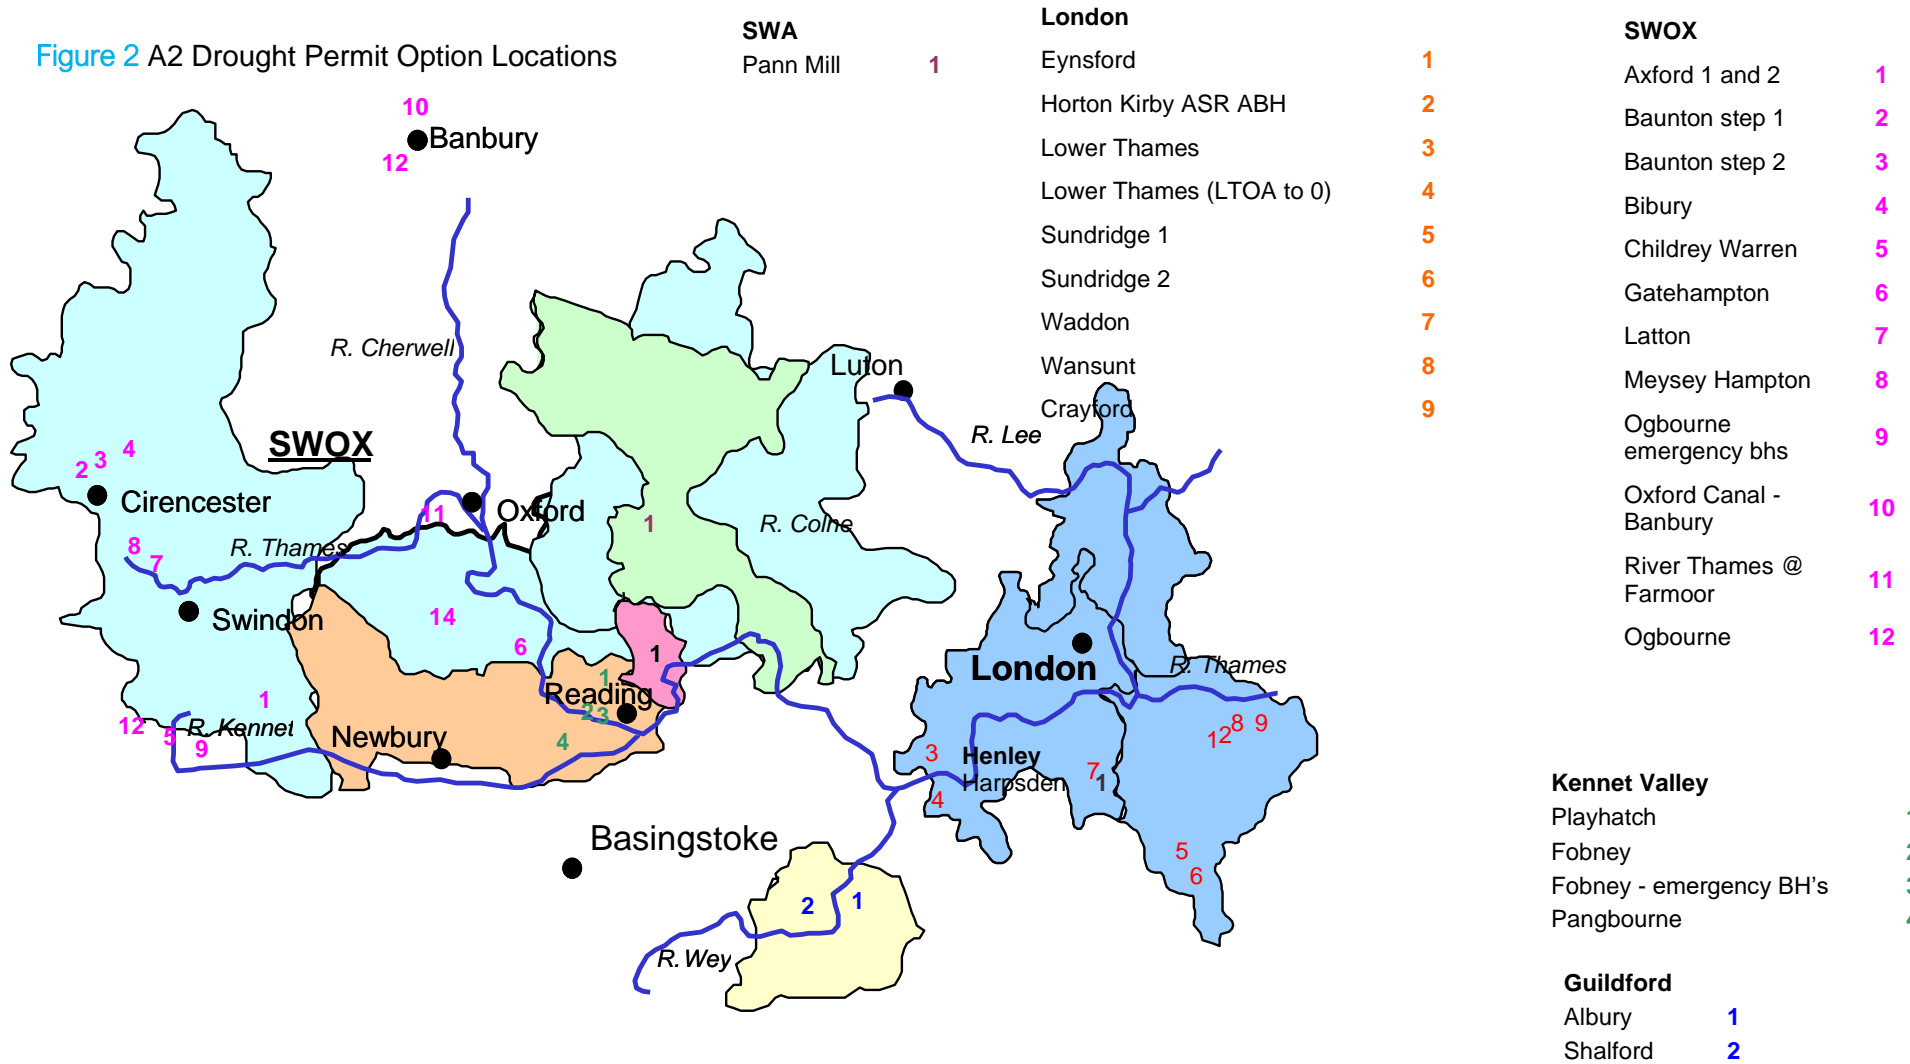 Figure 2 A2 Drought Permit Option Locations
SWA
Pann Mill 1
London
Eynsford 1
Horton Kirby ASR ABH 2
Lower Thames 3
Lower Thames (LTOA to 0) 4
Sundridge 1 5
Sundridge 2 6
Waddon 7
Wansunt 8
Crayford 9
SWOX
Axford 1 and 2 1
Baunton step 1 2
Baunton step 2 3
Bibury 4
Childrey Warren 5
Gatehampton 6
Latton 7
Meysey Hampton 8
Ogbourne
emergency bhs 9
Oxford Canal -
Banbury 10
River Thames @
Farmoor 11
Ogbourne 12
Kennet Valley
Playhatch
Fobney
Fobney - emergency BH's
Pangbourne
Guildford
Albury 1
Shalford 2
10
Banbury
12
R. Cherwell
Luton
R. Lee
SWOX
2 3 4
Cirencester
11
Oxford
1
R. Colne
8
7
R. Thames
Swindon
14
6
1
1
Reading
2 3
4
London
R. Thames
1
12
5
9
R. Kennet
Newbury
3
Henley
Harpsden
4
7
1
12 8 9
5
6
Basingstoke
2 1
R. Wey